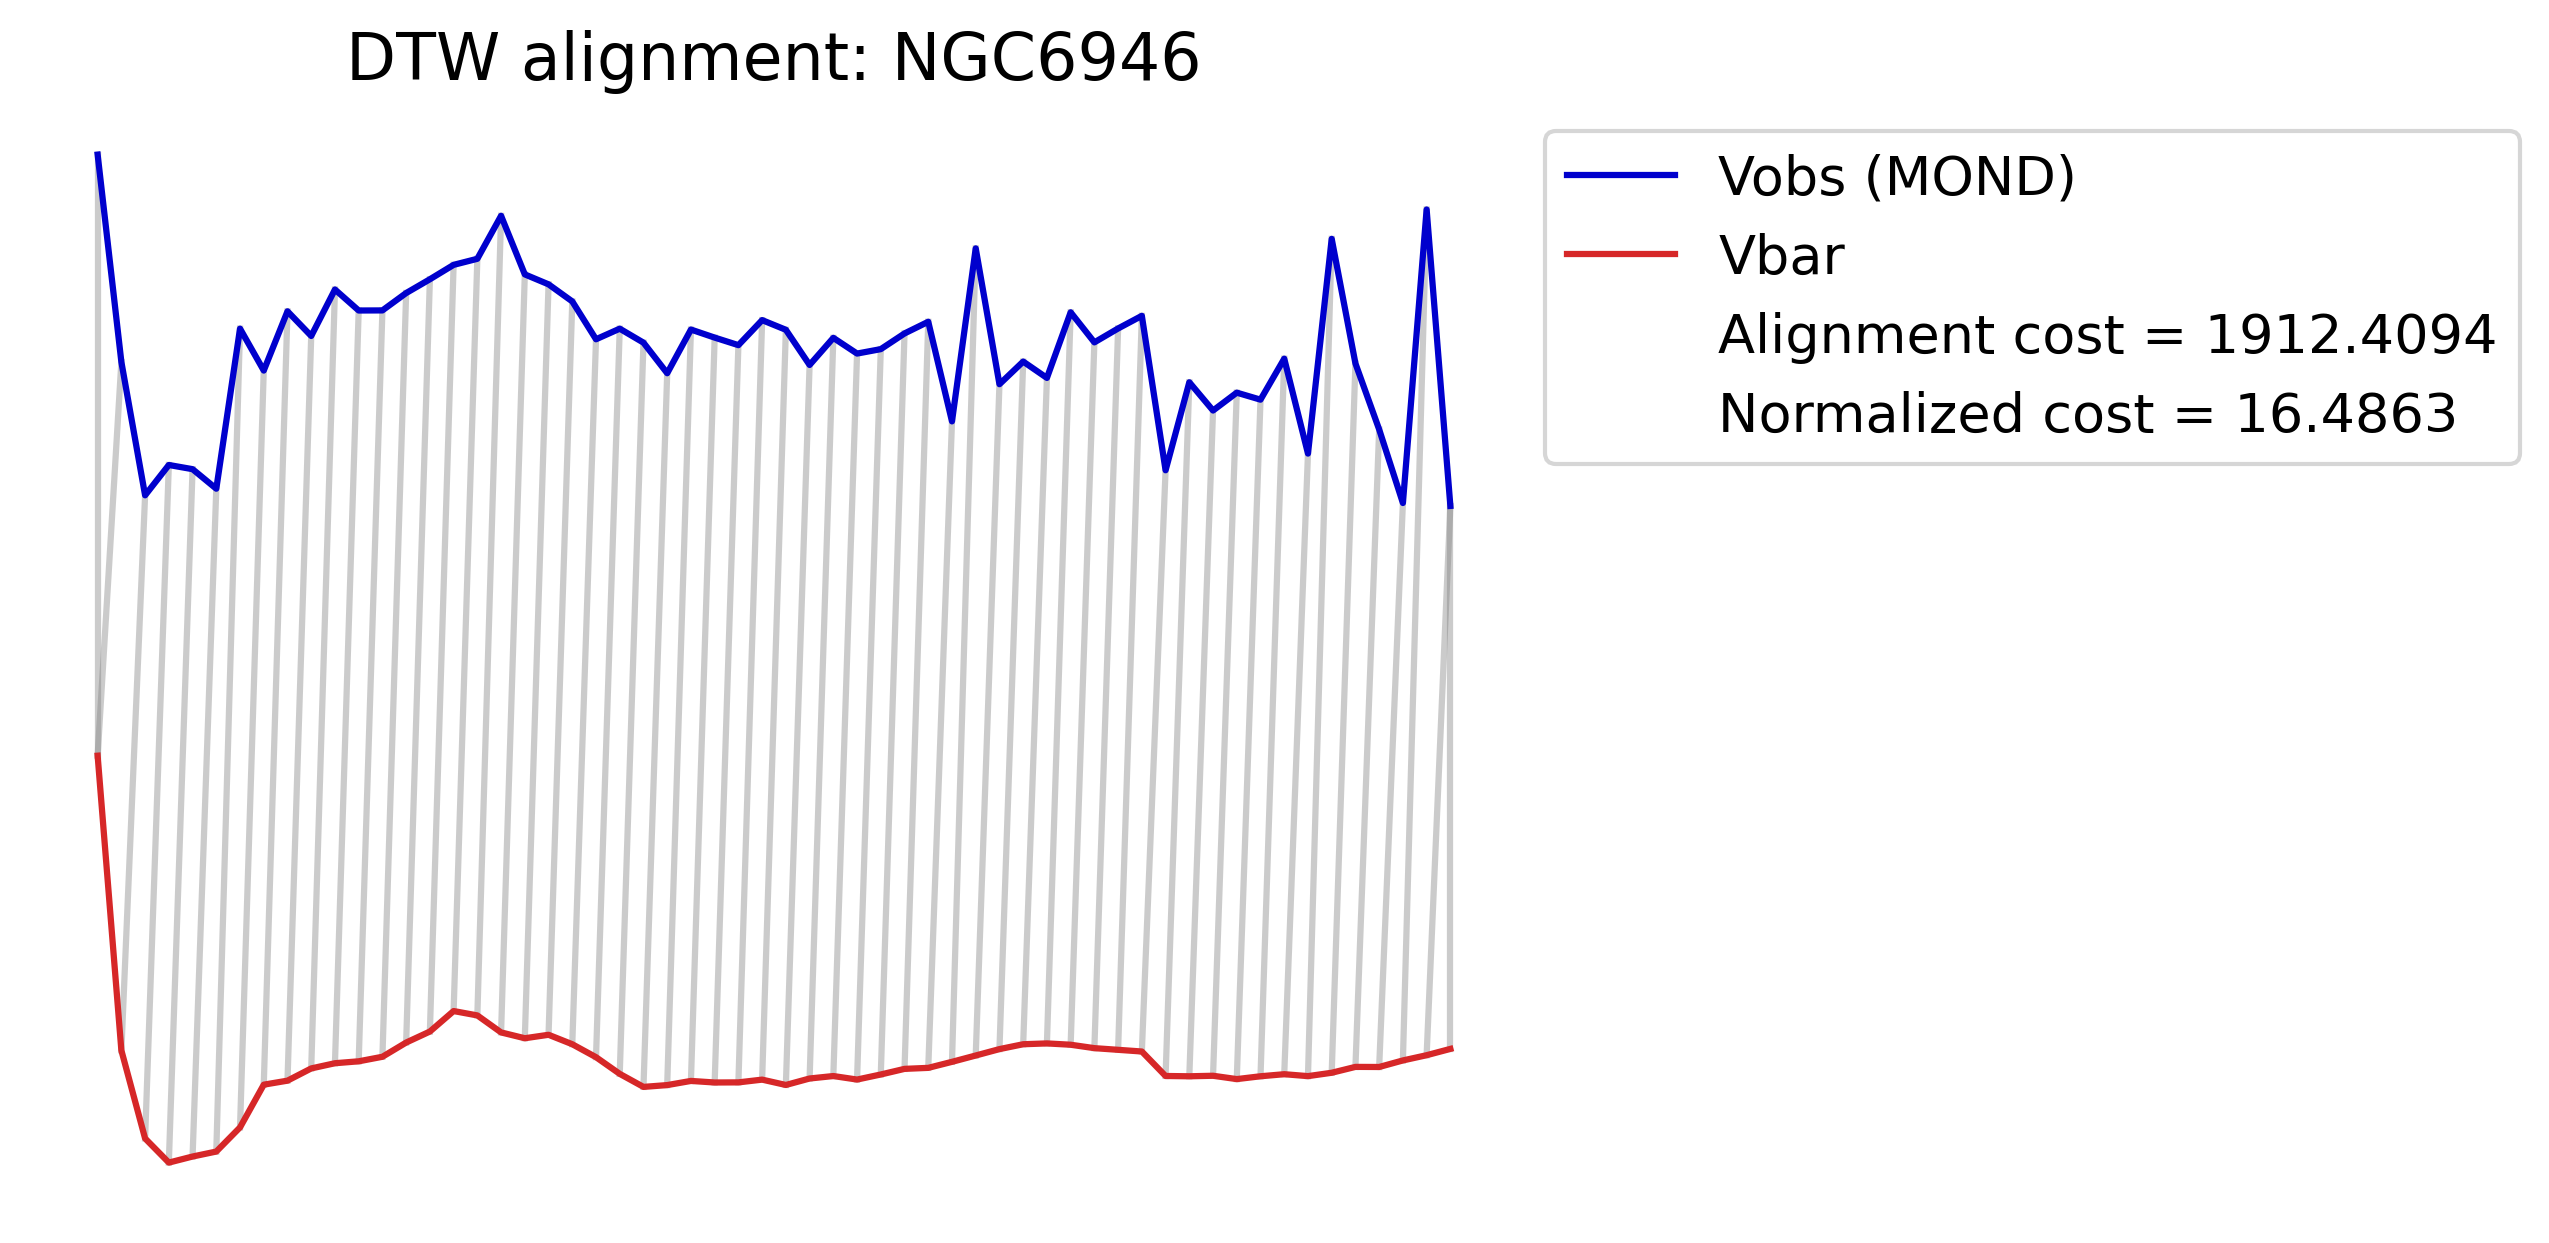 DTW alignment: NGC6946
Vobs (MOND)
Vbar
Alignment cost = 1912.4094
Normalized cost = 16.4863